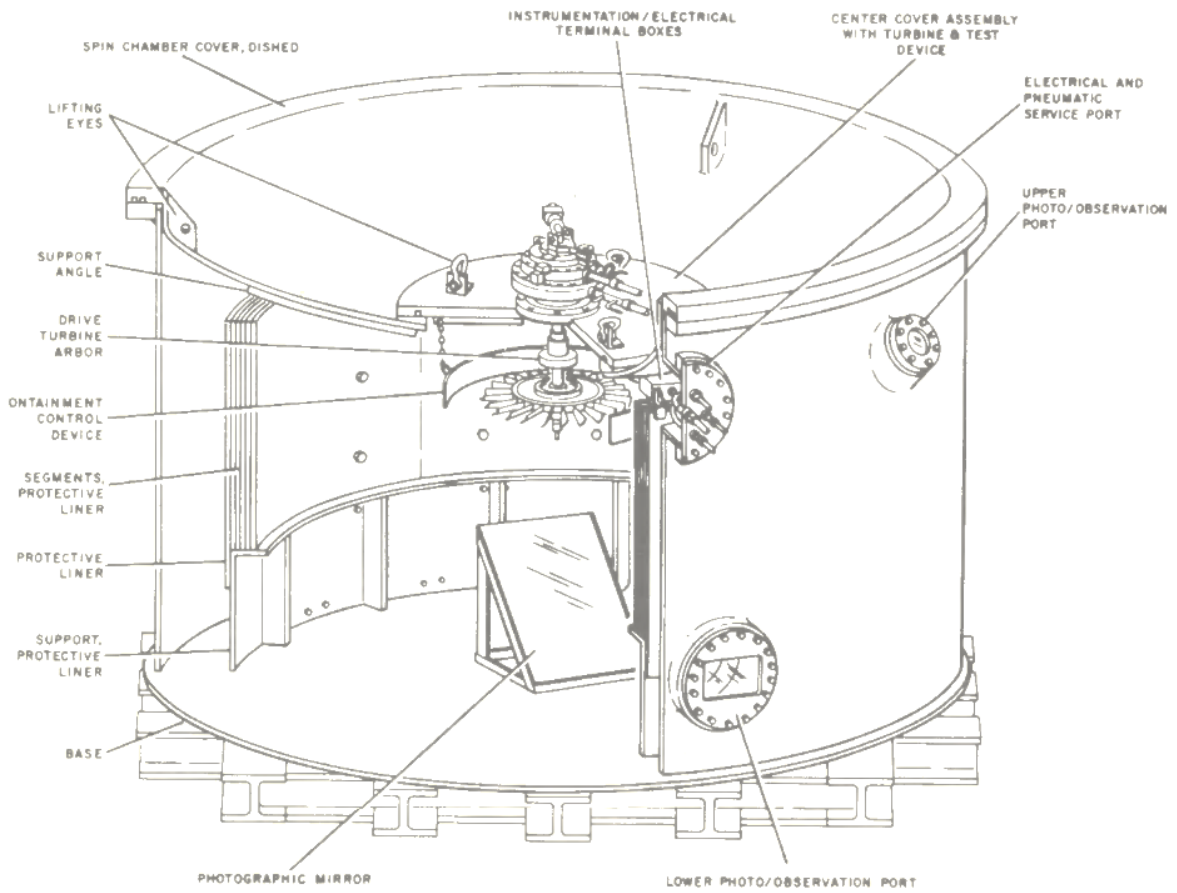 INSTRUMENTATION/ELECTRICAL
TERMINAL BOXES
CENTER COVER ASSEMBLY
WITH TURBINE & TEST
DEVICE
SPIN CHAMBER COVER, DISHED
ELECTRICAL AND
PNEUMATIC
SERVICE PORT
LIFTING
EYES
UPPER
PHOTO/OBSERVATION
PORT
SUPPORT
ANGLE
DRIVE
TURBINE
ARBOR
ONTAINMENT
CONTROL
DEVICE
SEGMENTS,
PROTECTIVE
LINER
PROTECTIVE
LINER
SUPPORT,
PROTECTIVE
LINER
BASE
PHOTOGRAPHIC MIRROR
LOWER PHOTO/OBSERVATION PORT